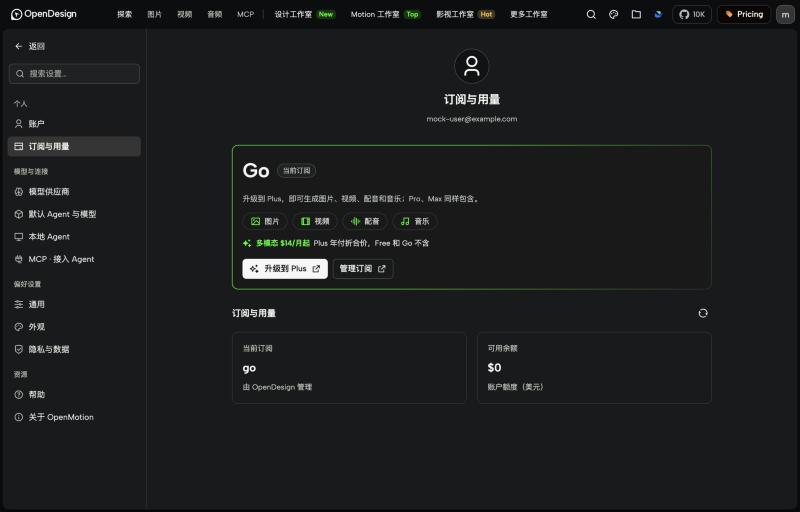 OpenDesign
探索
图片
视频
音频
MCP
设计工作室 New
Motion 工作室 Top
影视工作室 Hot
更多工作室
10K
Pricing
m
返回
搜索设置...
个人
账户
订阅与用量
模型与连接
模型供应商
默认 Agent 与模型
本地 Agent
MCP · 接入 Agent
偏好设置
通用
外观
隐私与数据
资源
帮助
关于 OpenMotion
订阅与用量
mock-user@example.com
Go 当前订阅
升级到 Plus，即可生成图片、视频、配音和音乐；Pro、Max 同样包含。
图片
视频
配音
音乐
多模态 $14/月起 Plus 年付折合价，Free 和 Go 不含
升级到 Plus
管理订阅
订阅与用量
当前订阅
go
由 OpenDesign 管理
可用余额
$0
账户额度（美元）